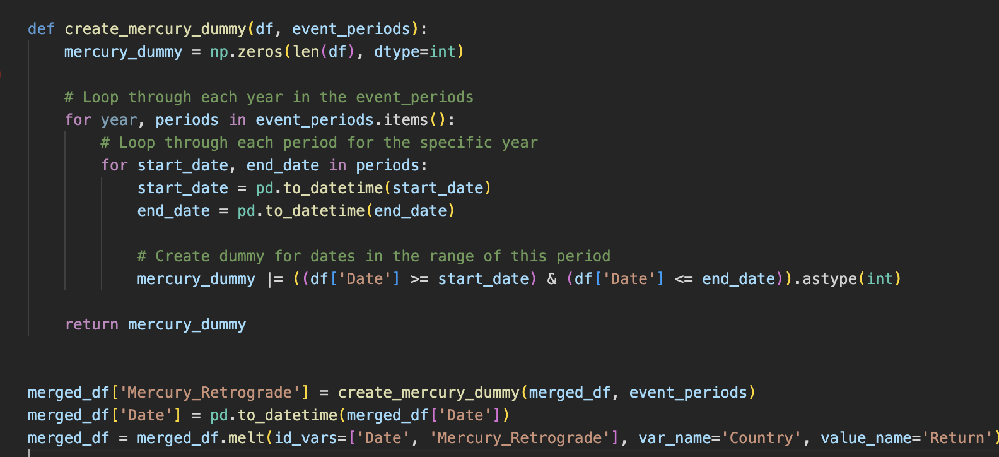 def create_mercury_dummy(df, event_periods):
    mercury_dummy = np.zeros(len(df), dtype=int)

    # Loop through each year in the event_periods
    for year, periods in event_periods.items():
        # Loop through each period for the specific year
        for start_date, end_date in periods:
            start_date = pd.to_datetime(start_date)
            end_date = pd.to_datetime(end_date)

            # Create dummy for dates in the range of this period
            mercury_dummy |= ((df['Date'] >= start_date) & (df['Date'] <= end_date)).astype(int)

    return mercury_dummy


merged_df['Mercury_Retrograde'] = create_mercury_dummy(merged_df, event_periods)
merged_df['Date'] = pd.to_datetime(merged_df['Date'])
merged_df = merged_df.melt(id_vars=['Date', 'Mercury_Retrograde'], var_name='Country', value_name='Return')